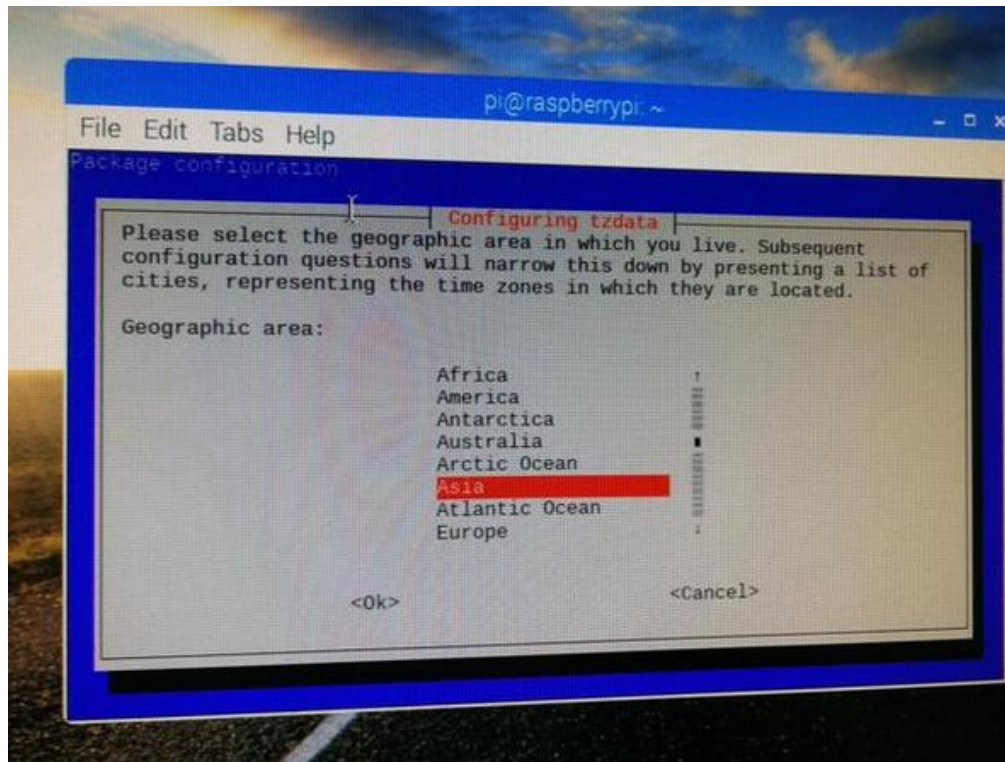 pi@raspberrypi: ~
File Edit Tabs Help
Package configuration
Configuring tzdata
Please select the geographic area in which you live. Subsequent
configuration questions will narrow this down by presenting a list of
cities, representing the time zones in which they are located.
Geographic area:
Africa
America
Antarctica
Australia
Arctic Ocean
Asia
Atlantic Ocean
Europe
<Ok> <Cancel>